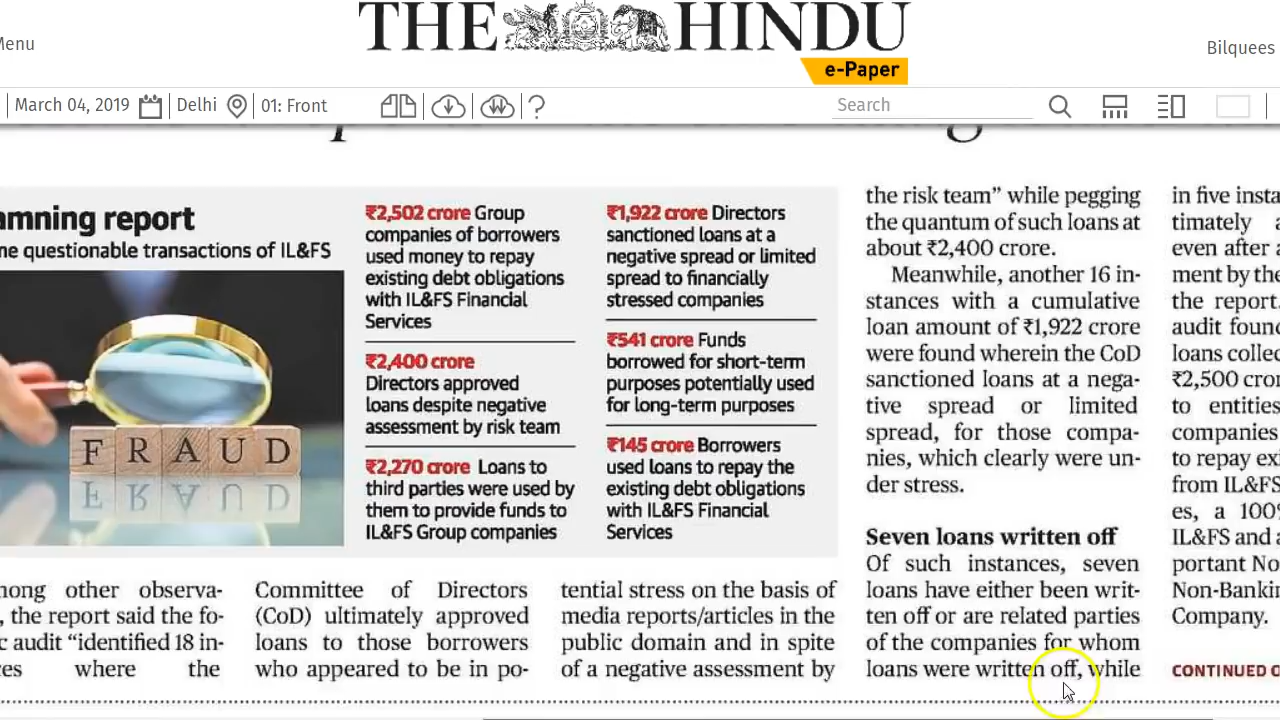 THE HINDU
e-Paper
Menu
Bilquees
March 04, 2019
Delhi
01: Front
?
Search
amning report
me questionable transactions of IL&FS
FRAUD
₹2,502 crore Group
companies of borrowers
used money to repay
existing debt obligations
with IL&FS Financial
Services
₹2,400 crore
Directors approved
loans despite negative
assessment by risk team
₹2,270 crore Loans to
third parties were used by
them to provide funds to
IL&FS Group companies
₹1,922 crore Directors
sanctioned loans at a
negative spread or limited
spread to financially
stressed companies
₹541 crore Funds
borrowed for short-term
purposes potentially used
for long-term purposes
₹145 crore Borrowers
used loans to repay the
existing debt obligations
with IL&FS Financial
Services
mong other observa-
, the report said the fo-
c audit “identified 18 in-
ces where the
Committee of Directors
(CoD) ultimately approved
loans to those borrowers
who appeared to be in po-
tential stress on the basis of
media reports/articles in the
public domain and in spite
of a negative assessment by
the risk team” while pegging
the quantum of such loans at
about ₹2,400 crore.
Meanwhile, another 16 in-
stances with a cumulative
loan amount of ₹1,922 crore
were found wherein the CoD
sanctioned loans at a nega-
tive spread or limited
spread, for those compa-
nies, which clearly were un-
der stress.
Seven loans written off
Of such instances, seven
loans have either been writ-
ten off or are related parties
of the companies for whom
loans were written off, while
in five insta
timately a
even after a
ment by the
the report.
audit found
loans collec
₹2,500 cror
to entities
companies
to repay exi
from IL&FS
es, a 100%
IL&FS and a
portant No
Non-Bankin
Company.
CONTINUED O